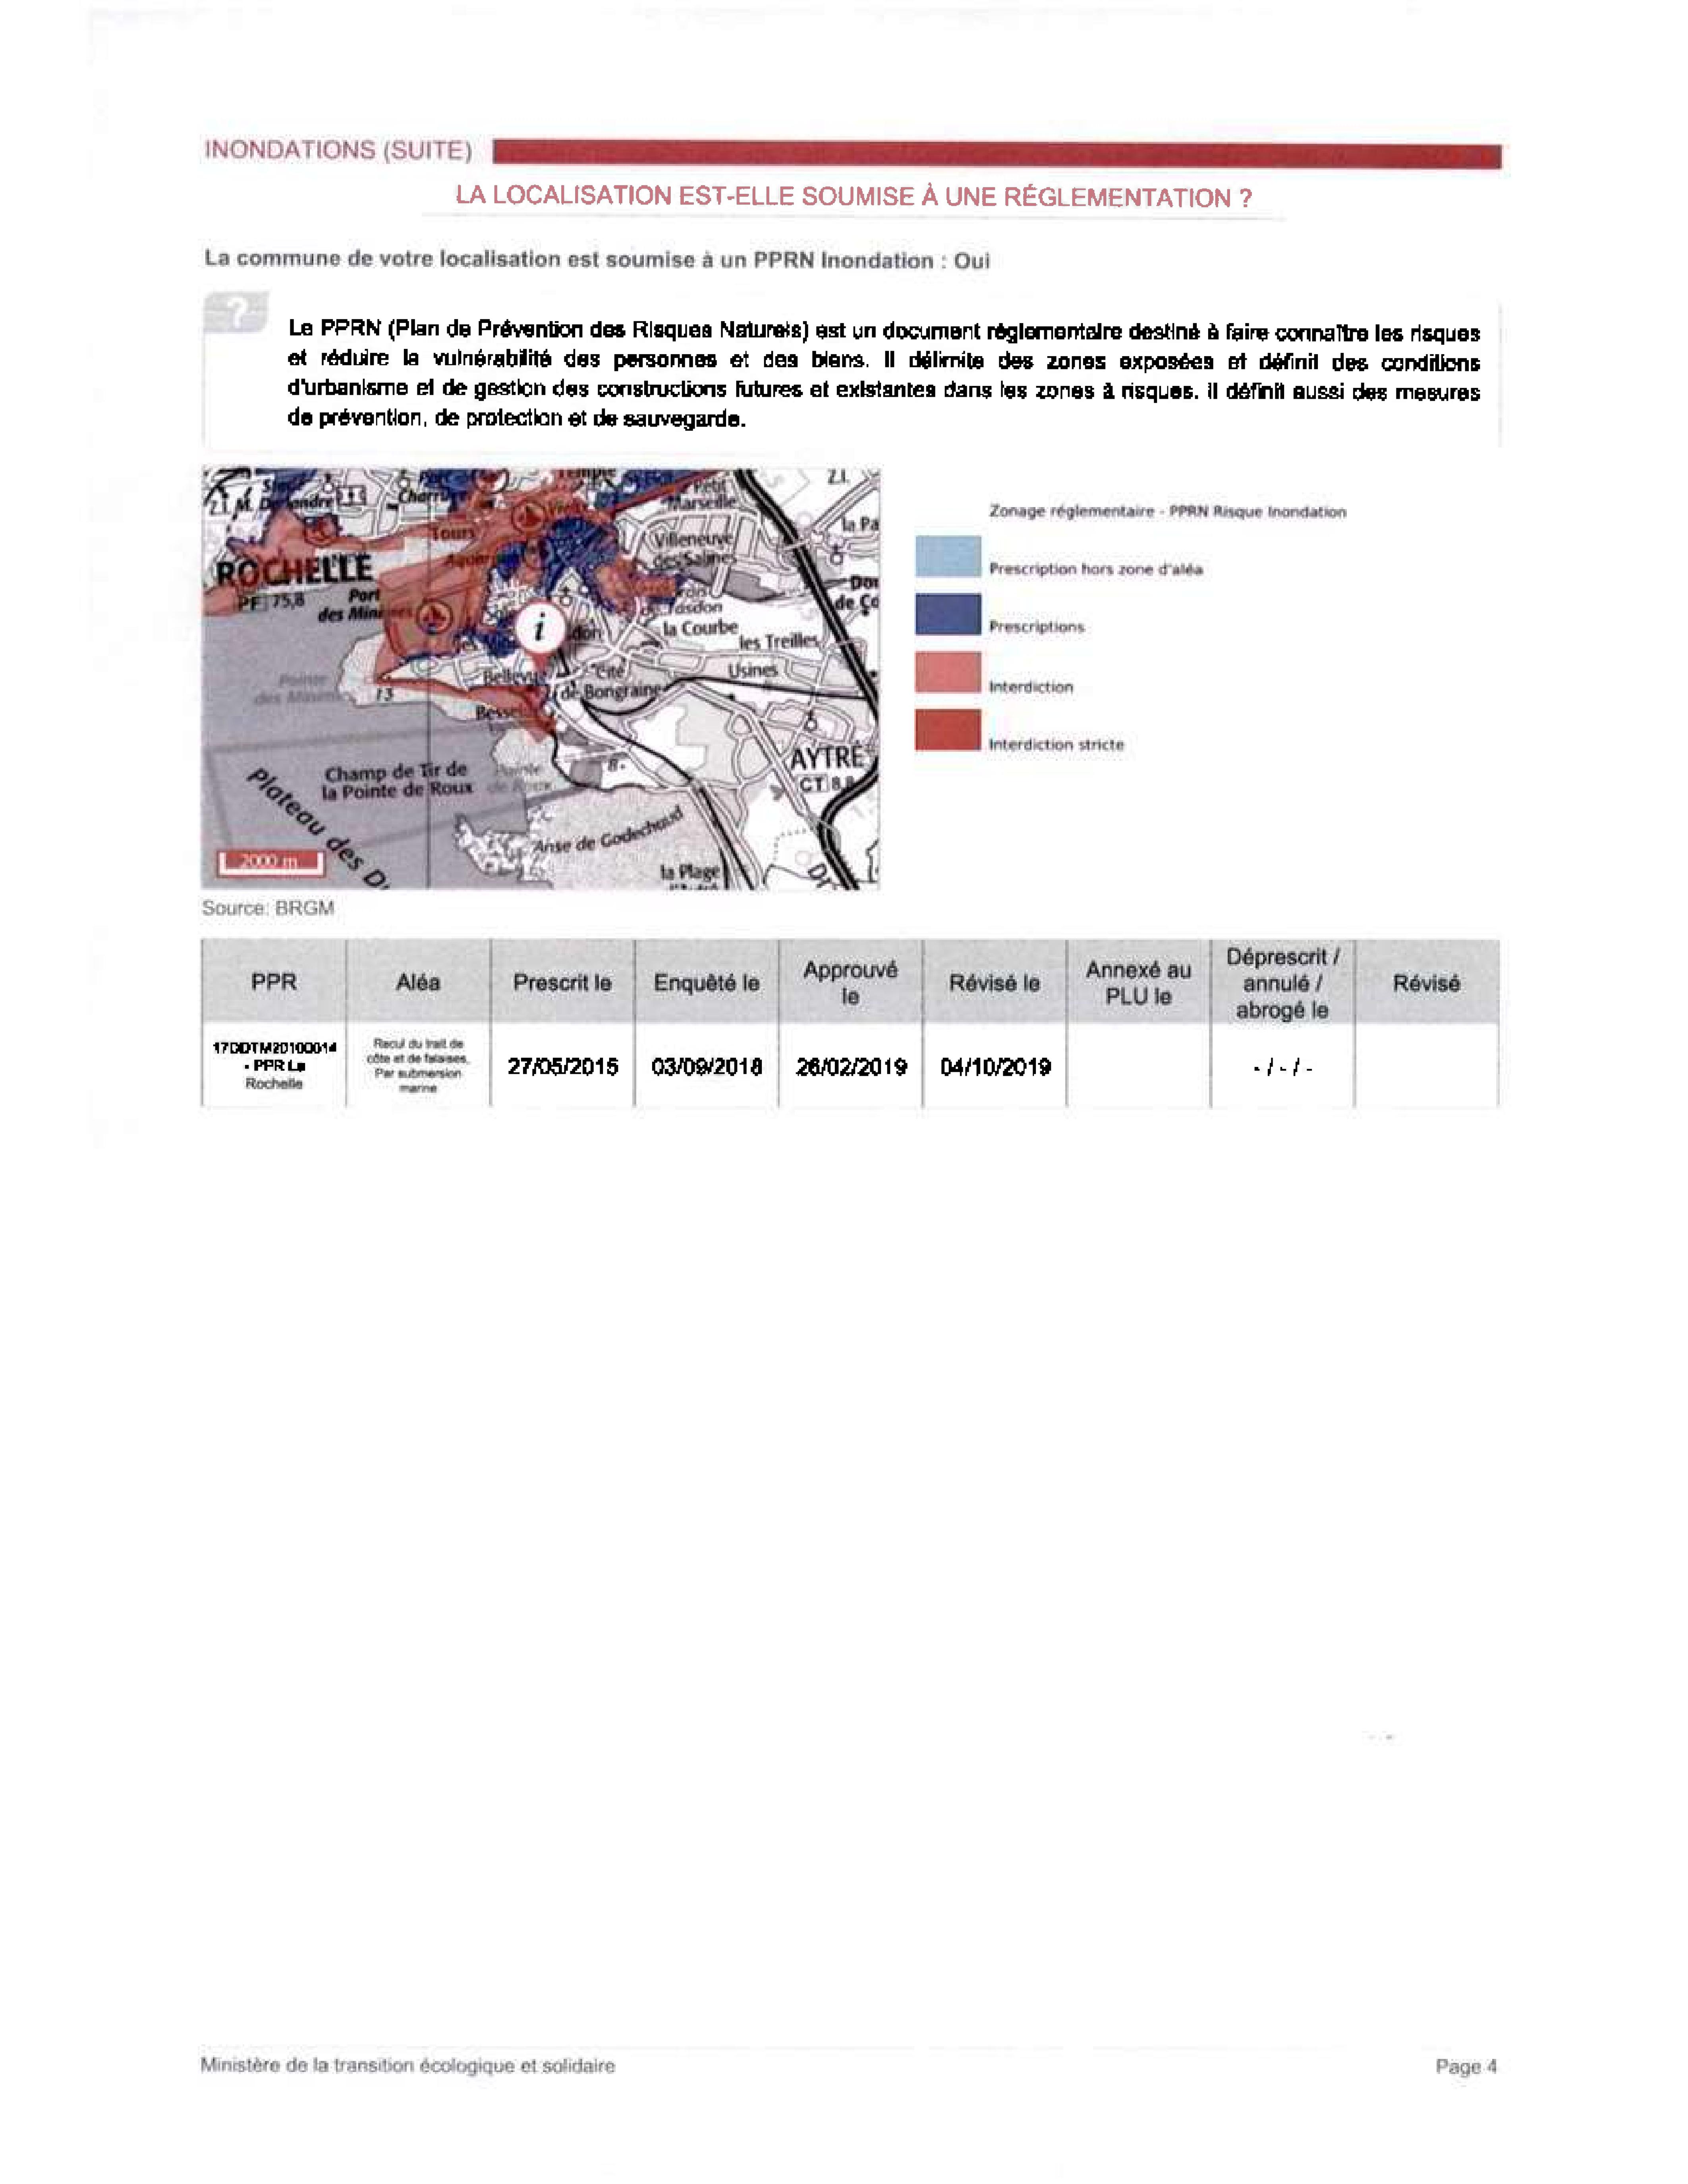 INONDATIONS (SUITE)
LA LOCALISATION EST-ELLE SOUMISE À UNE RÉGLEMENTATION ?
La commune de votre localisation est soumise à un PPRN Inondation : Oui
?
Le PPRN (Plan de Prévention des Risques Naturels) est un document réglementaire destiné à faire connaître les risques
et réduire la vulnérabilité des personnes et des biens. Il délimite des zones exposées et définit des conditions
d'urbanisme et de gestion des constructions futures et existantes dans les zones à risques. Il définit aussi des mesures
de prévention, de protection et de sauvegarde.
Z.I.
Marseille
la Pa
Tours
Villeneuve
des Salines
ROCHELLE
PF 75,8
Port
des Minimes
Tasdon
la Courbe
les Treilles
i
Pointe
des Minimes
13
Bellevue
Cité
de Bongraine
Usines
AYTRÉ
CT 8,8
Champ de Tir de
la Pointe de Roux
Pointe
de Roux
8.
Plateau des
Anse de Godechaud
la Plage
2000 m
Zonage réglementaire - PPRN Risque Inondation
Prescription hors zone d'aléa
Prescriptions
Interdiction
Interdiction stricte
Source: BRGM
PPR Aléa Prescrit le Enquêté le Approuvé le Révisé le Annexé au PLU le Déprescrit / annulé / abrogé le Révisé
17DDTM20100014
- PPR La
Rochelle
Recul du trait de
côte et de falaises,
Par submersion
marine
27/05/2015 03/09/2018 26/02/2019 04/10/2019 - / - / -
Ministère de la transition écologique et solidaire
Page 4